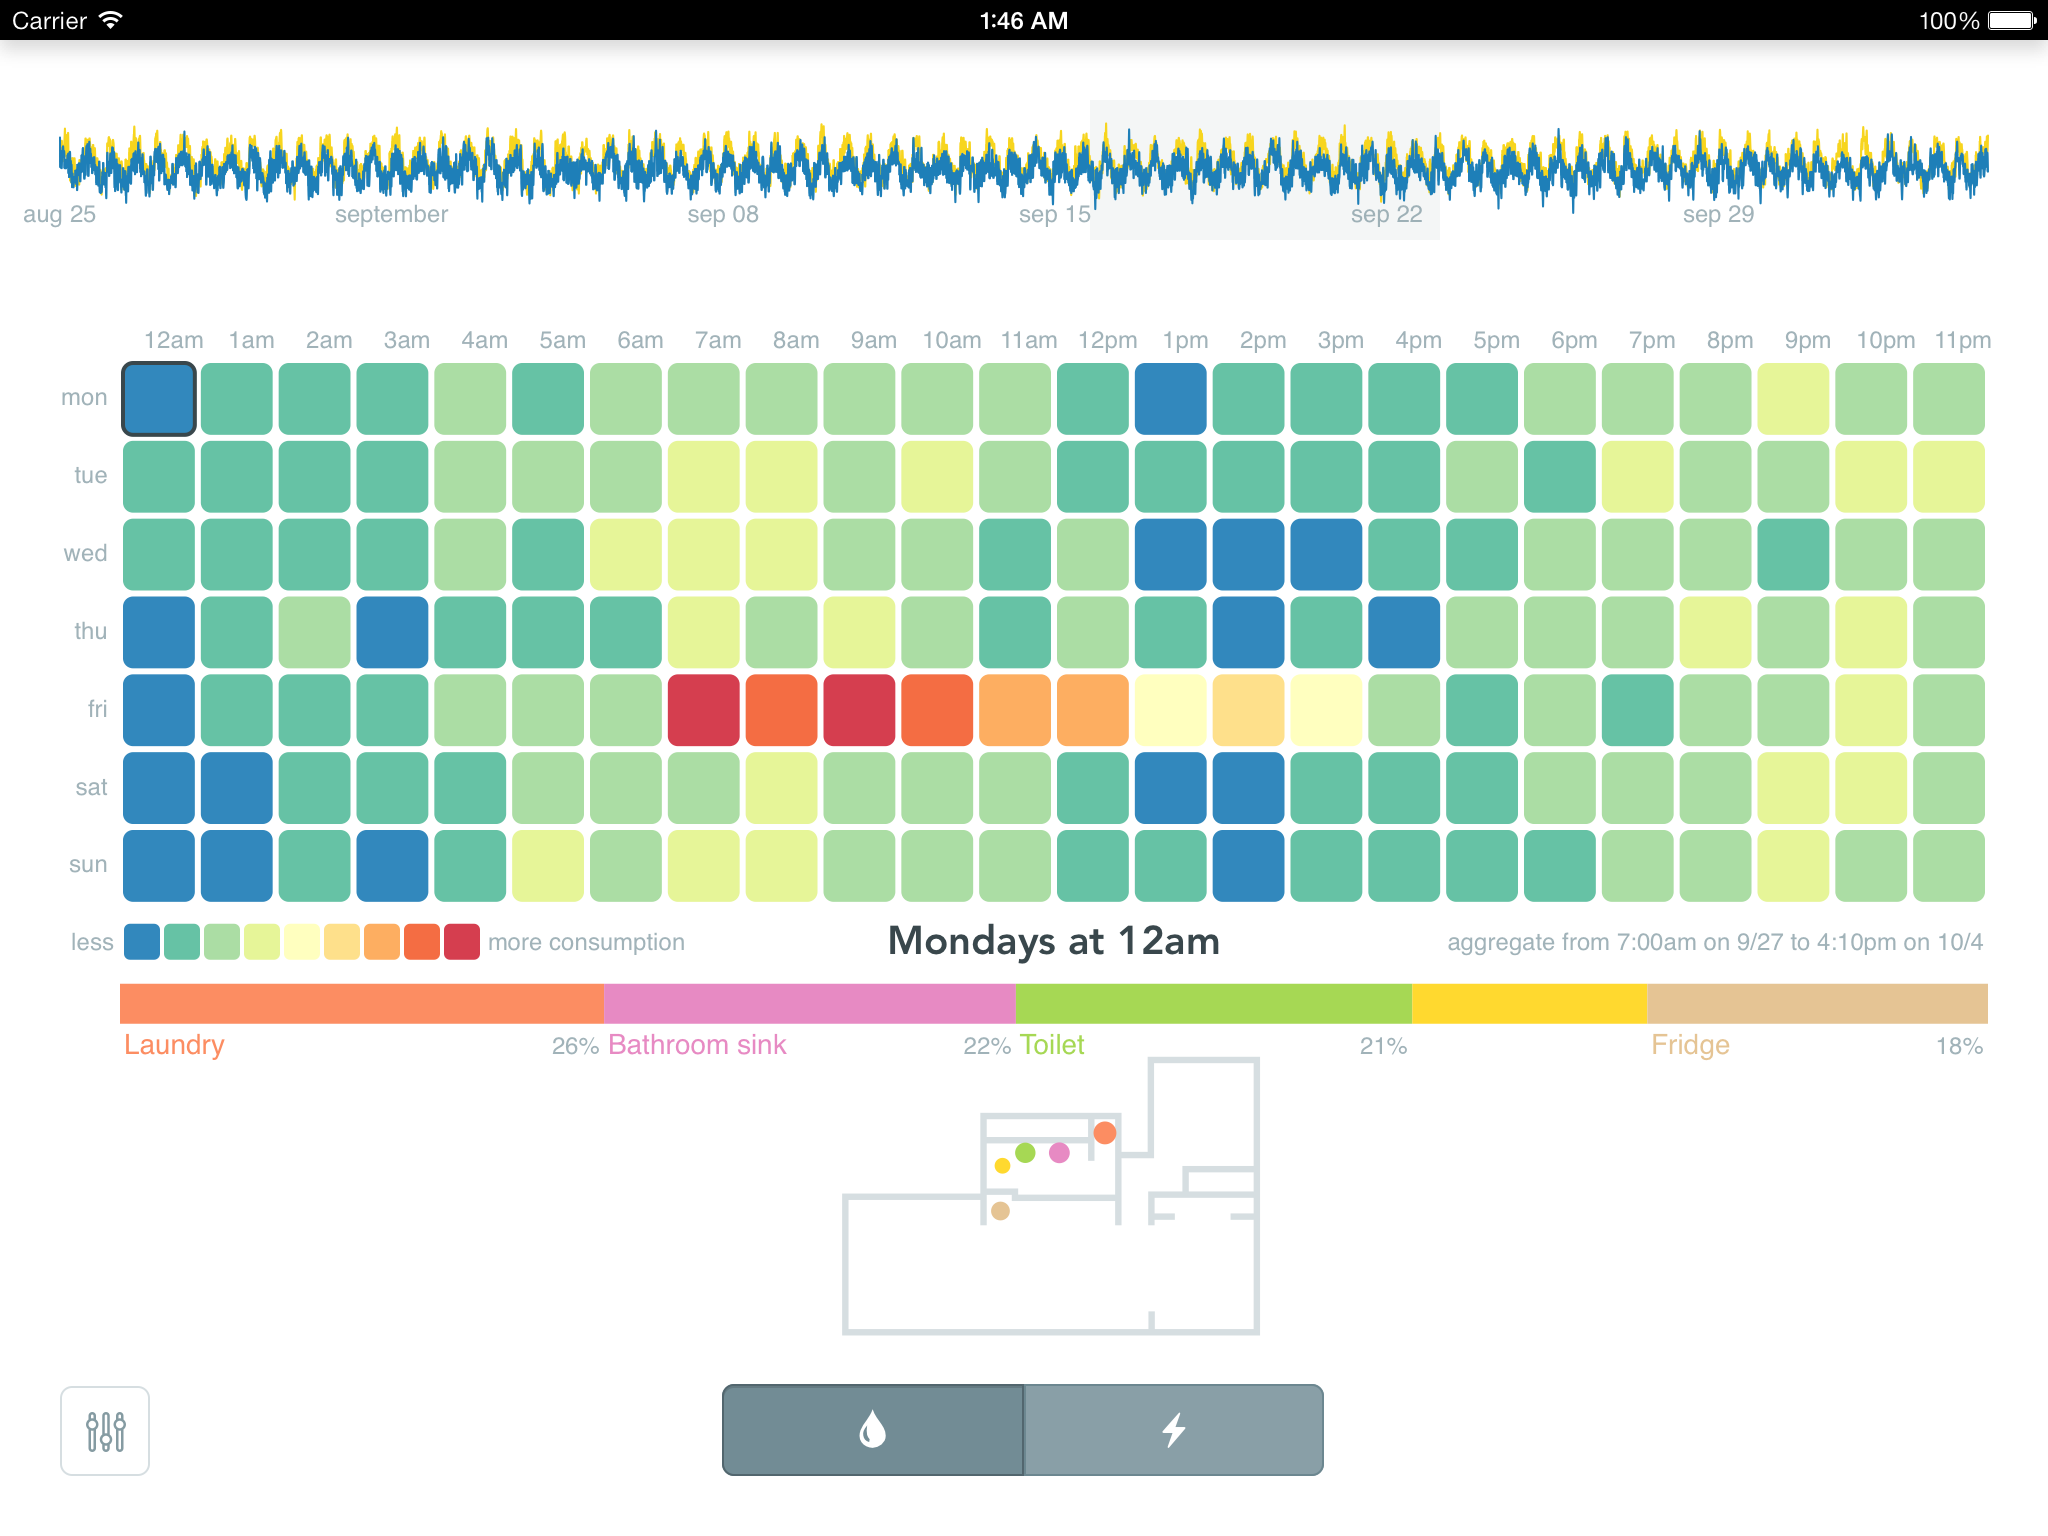 Carrier 1:46 AM 100%
aug 25 september sep 08 sep 15 sep 22 sep 29
12am 1am 2am 3am 4am 5am 6am 7am 8am 9am 10am 11am 12pm 1pm 2pm 3pm 4pm 5pm 6pm 7pm 8pm 9pm 10pm 11pm
mon
tue
wed
thu
fri
sat
sun
less more consumption Mondays at 12am aggregate from 7:00am on 9/27 to 4:10pm on 10/4
Laundry 26% Bathroom sink 22% Toilet 21% Fridge 18%